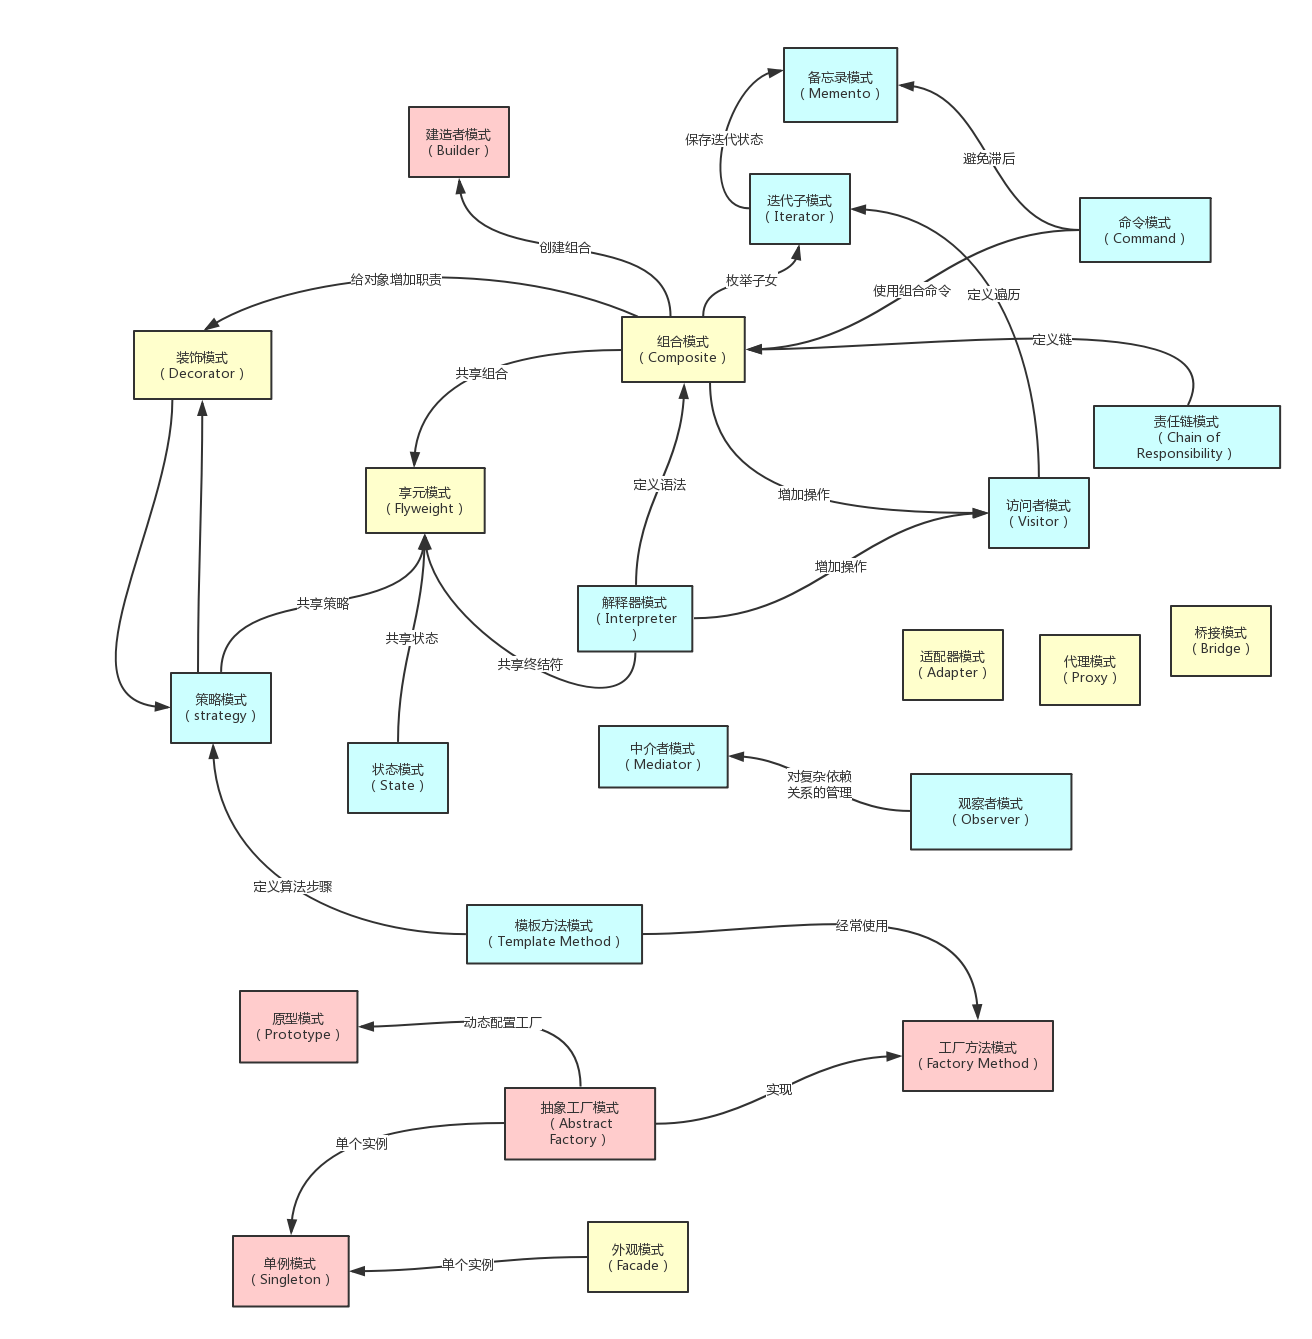 备忘录模式
（Memento）
建造者模式
（Builder）
保存迭代状态
避免滞后
迭代子模式
（Iterator）
命令模式
（Command）
创建组合
给对象增加职责
枚举子女
使用组合命令
定义遍历
装饰模式
（Decorator）
组合模式
（Composite）
定义链
共享组合
责任链模式
（Chain of
Responsibility）
享元模式
（Flyweight）
定义语法
增加操作
访问者模式
（Visitor）
增加操作
共享策略
解释器模式
（Interpreter
）
共享状态
共享终结符
适配器模式
（Adapter）
代理模式
（Proxy）
桥接模式
（Bridge）
策略模式
（strategy）
状态模式
（State）
中介者模式
（Mediator）
对复杂依赖
关系的管理
观察者模式
（Observer）
定义算法步骤
模板方法模式
（Template Method）
经常使用
原型模式
（Prototype）
动态配置工厂
工厂方法模式
（Factory Method）
抽象工厂模式
（Abstract
Factory）
实现
单个实例
单例模式
（Singleton）
单个实例
外观模式
（Facade）